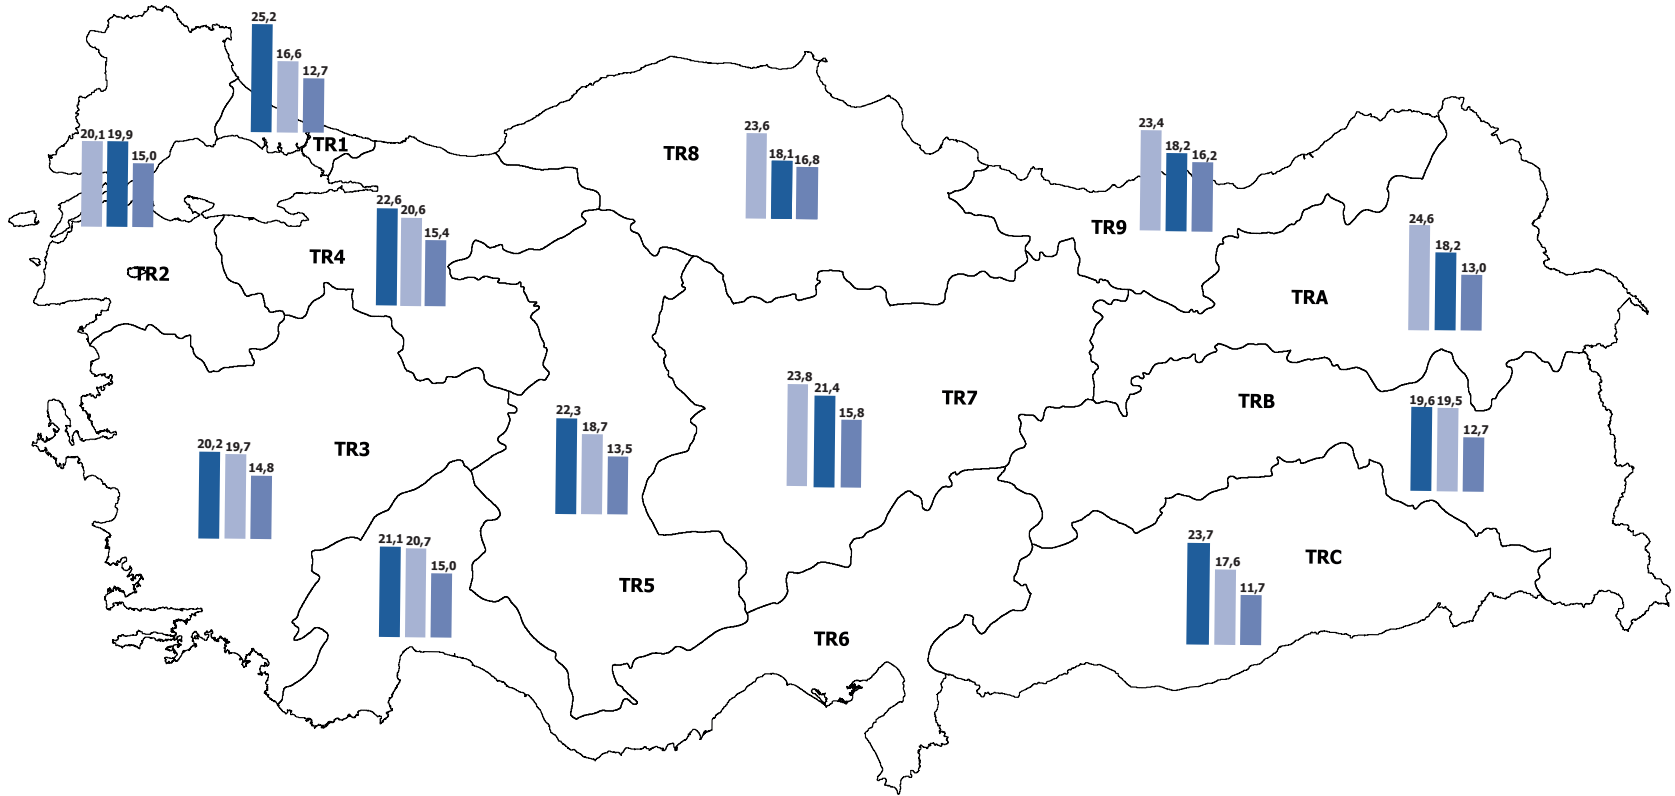 25,2
16,6
12,7
TR1
20,1 19,9
15,0
TR2
22,6
20,6
15,4
TR4
23,6
18,1 16,8
TR8
23,4
18,2
16,2
TR9
24,6
18,2
13,0
TRA
20,2 19,7
14,8
TR3
22,3
18,7
13,5
TR5
23,8
21,4
15,8
TR7
19,6 19,5
12,7
TRB
21,1 20,7
15,0
TR6
23,7
17,6
11,7
TRC